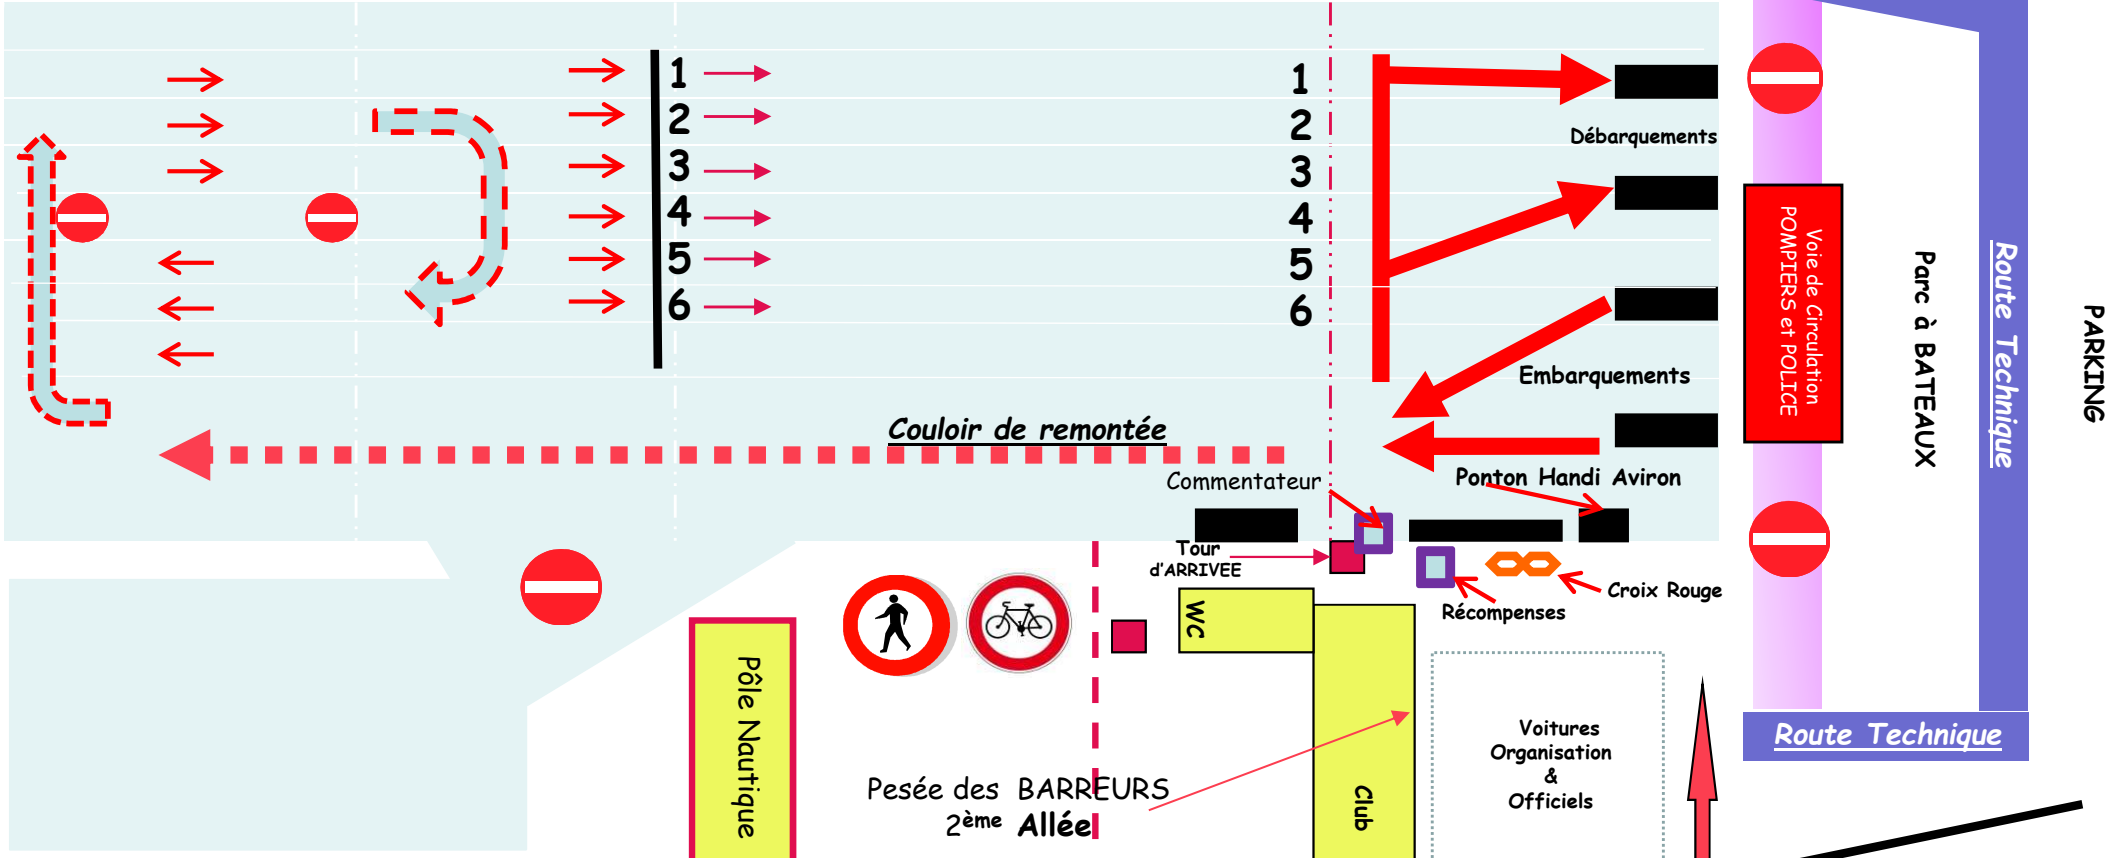 1
2
3
4
5
6
1
2
3
4
5
6
Débarquements
Embarquements
Couloir de remontée
Commentateur
Ponton Handi Aviron
Tour
d'ARRIVEE
Croix Rouge
Récompenses
WC
Pôle Nautique
Pesée des BARREURS
2ème Allée
Club
Voitures
Organisation
&
Officiels
Voie de Circulation
POMPIERS et POLICE
Parc à BATEAUX
Route Technique
PARKING
Route Technique